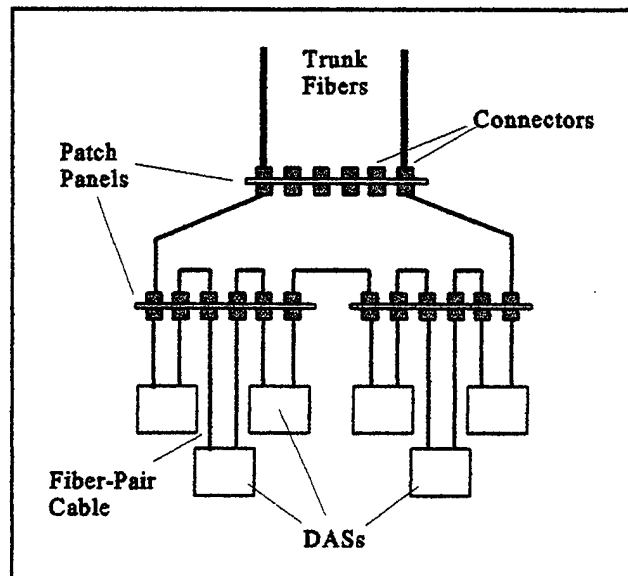 Trunk
Fibers
Connectors
Patch
Panels
Fiber-Pair
Cable
DASs